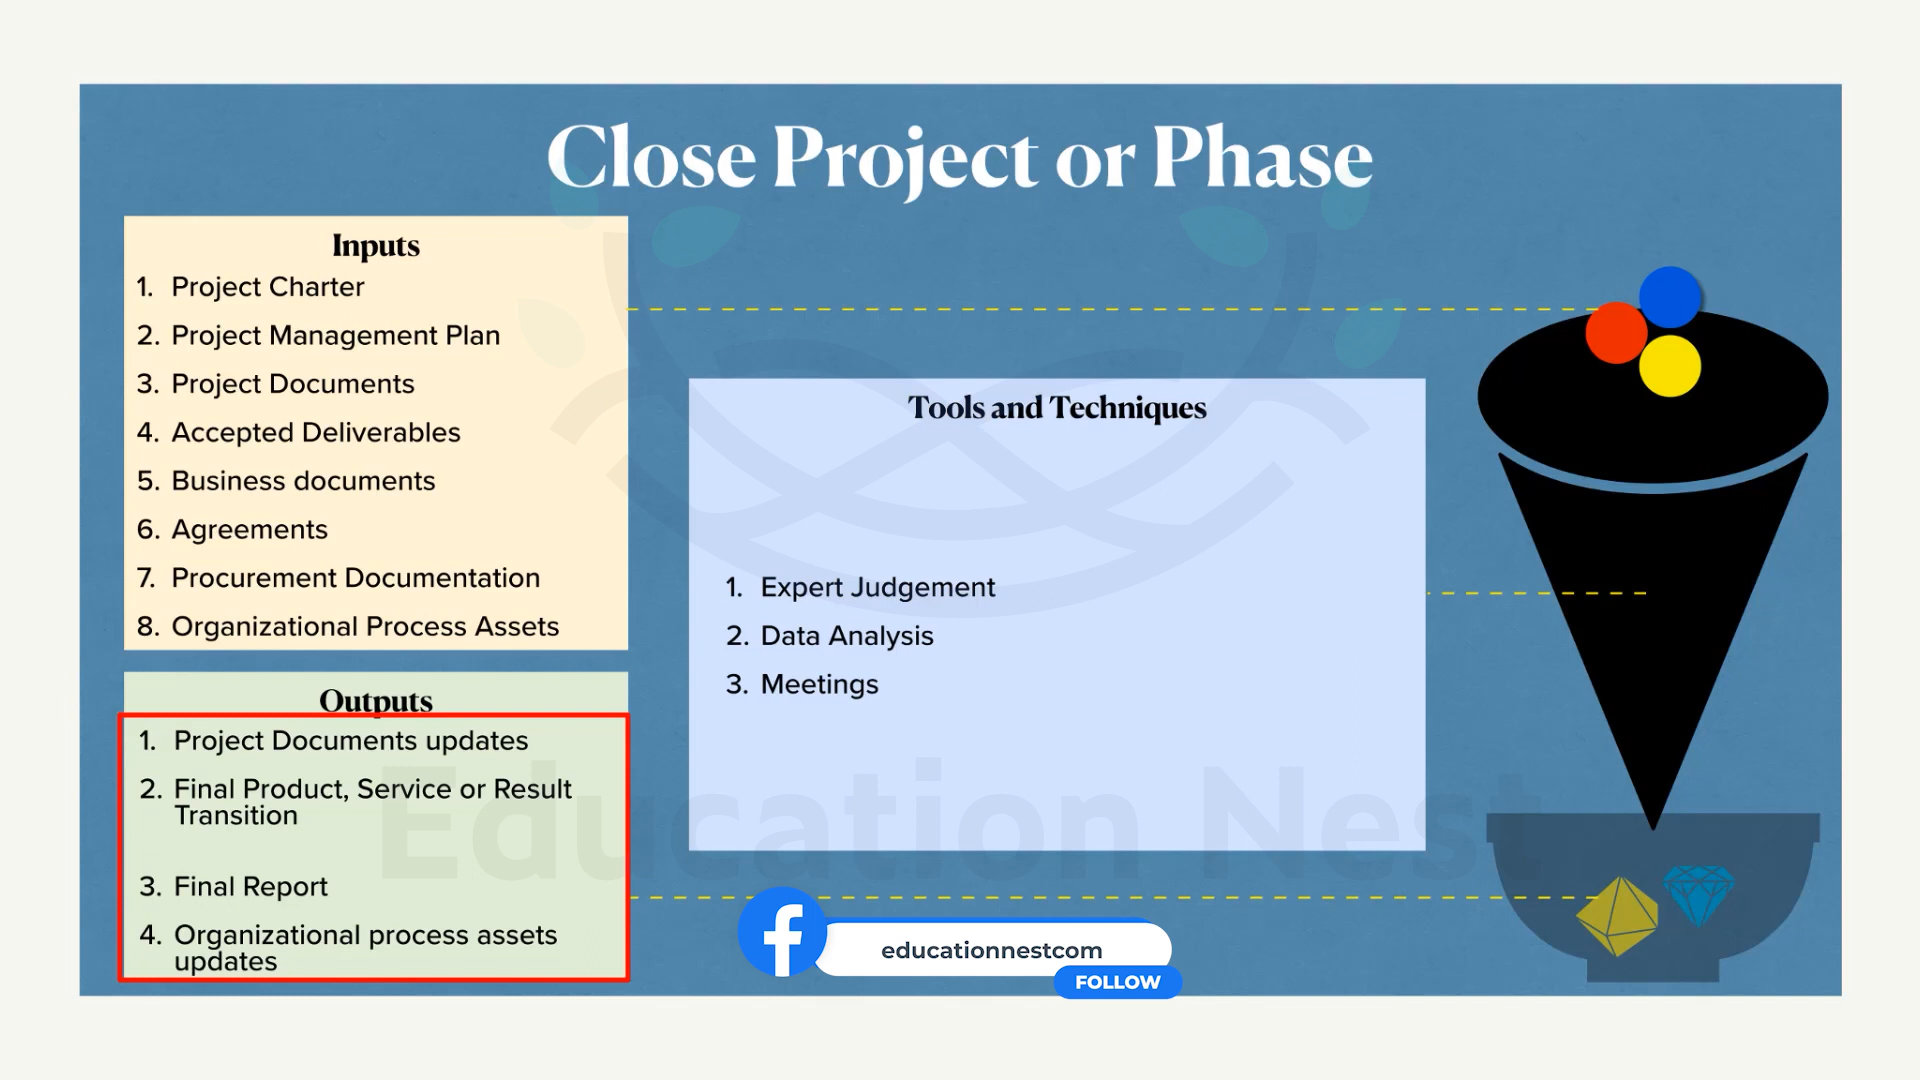 Close Project or Phase
Inputs
1. Project Charter
2. Project Management Plan
3. Project Documents
4. Accepted Deliverables
5. Business documents
6. Agreements
7. Procurement Documentation
8. Organizational Process Assets
Tools and Techniques
1. Expert Judgement
2. Data Analysis
3. Meetings
Outputs
1. Project Documents updates
2. Final Product, Service or Result
Transition
3. Final Report
4. Organizational process assets
updates
Education Nest
educationnestcom
FOLLOW